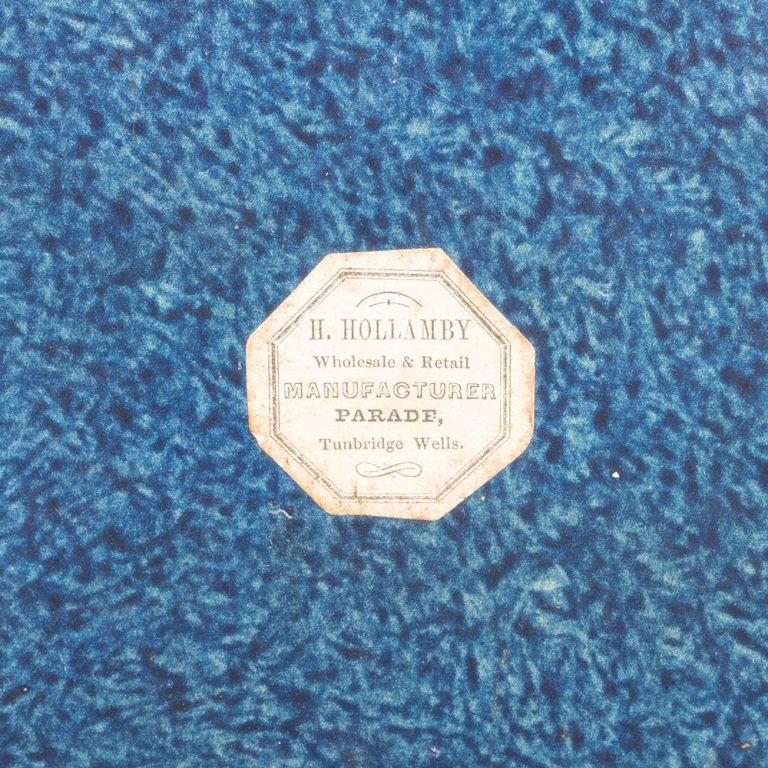 H. HOLLAMBY
Wholesale & Retail
MANUFACTURER
PARADE,
Tunbridge Wells.